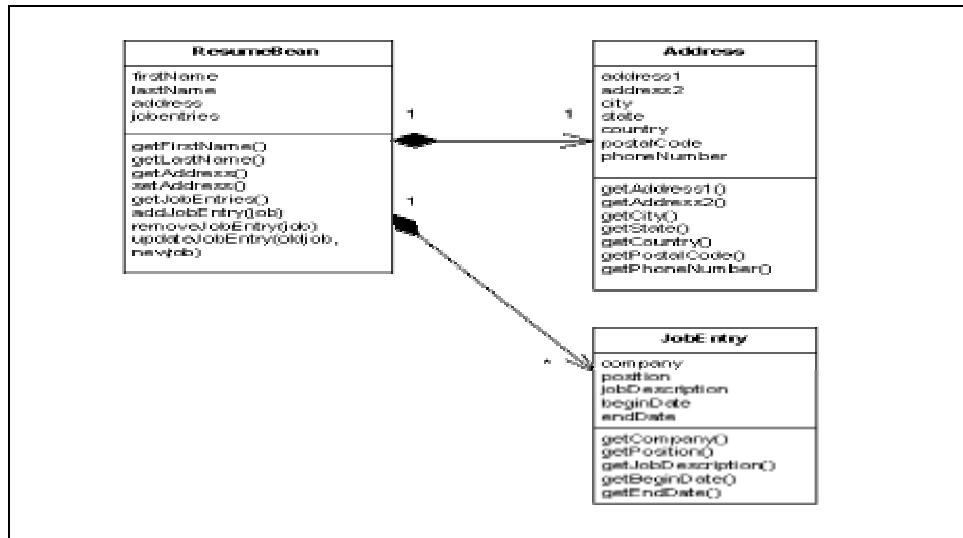 ResumeBean
firstName
lastName
address
jobentries
getFirstName()
getLastName()
getAddress()
setAddress()
getJobEntries()
addJobEntry(job)
removeJobEntry(job)
updateJobEntry(oldjob,
newjob)
1
1
Address
address1
address2
city
state
country
postalCode
phoneNumber
getAddress1()
getAddress2()
getCity()
getState()
getCountry()
getPostalCode()
getPhoneNumber()
1
*
JobEntry
company
position
jobDescription
beginDate
endDate
getCompany()
getPosition()
getJobDescription()
getBeginDate()
getEndDate()